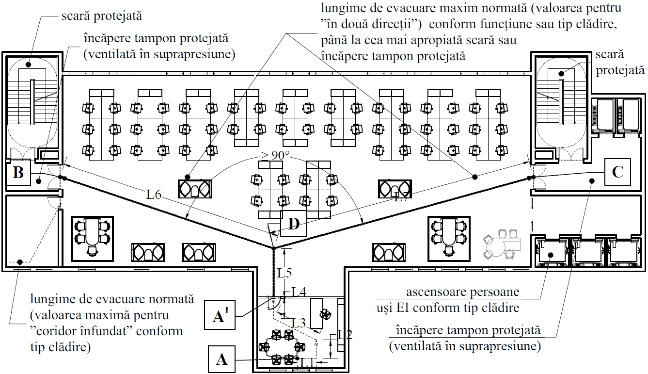 scară protejată
încăpere tampon protejată
(ventilată în suprapresiune)
lungime de evacuare maxim normată (valoarea pentru
”în două direcții”)  conform funcțiune sau tip clădire,
până la cea mai apropiată scară sau
încăpere tampon protejată
scară
protejată
> 90°
B
C
L6
L7
D
L5
L4
A'
L3
L2
A
L1
lungime de evacuare normată
(valoarea maximă pentru
”coridor înfundat” conform
tip clădire)
ascensoare persoane
uși EI conform tip clădire
încăpere tampon protejată
(ventilată în suprapresiune)